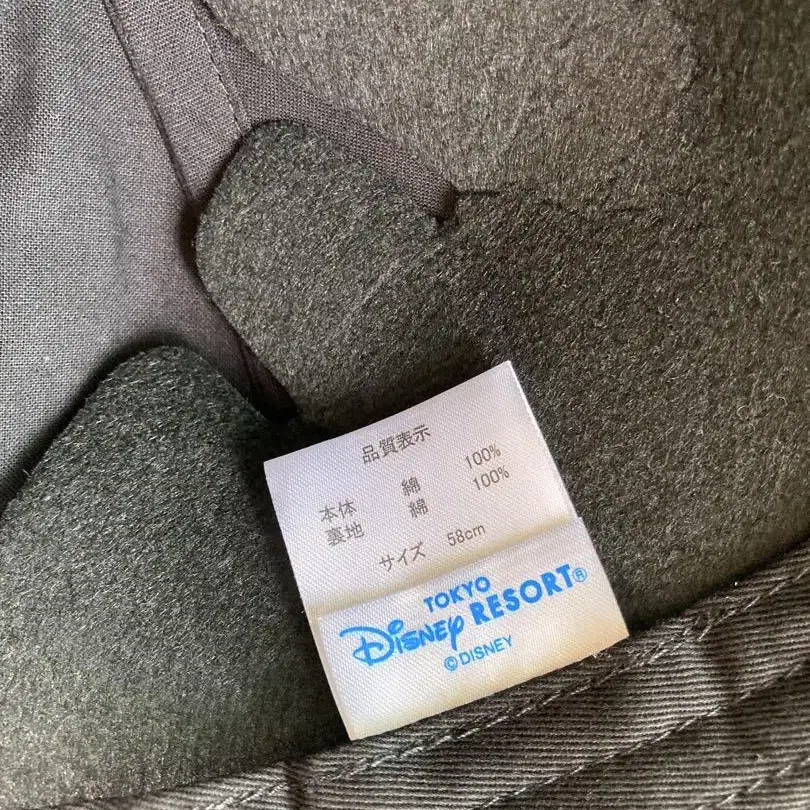 品質表示
本体 綿 100%
裏地 綿 100%
サイズ 58cm
TOKYO
Disney RESORT®
©DISNEY